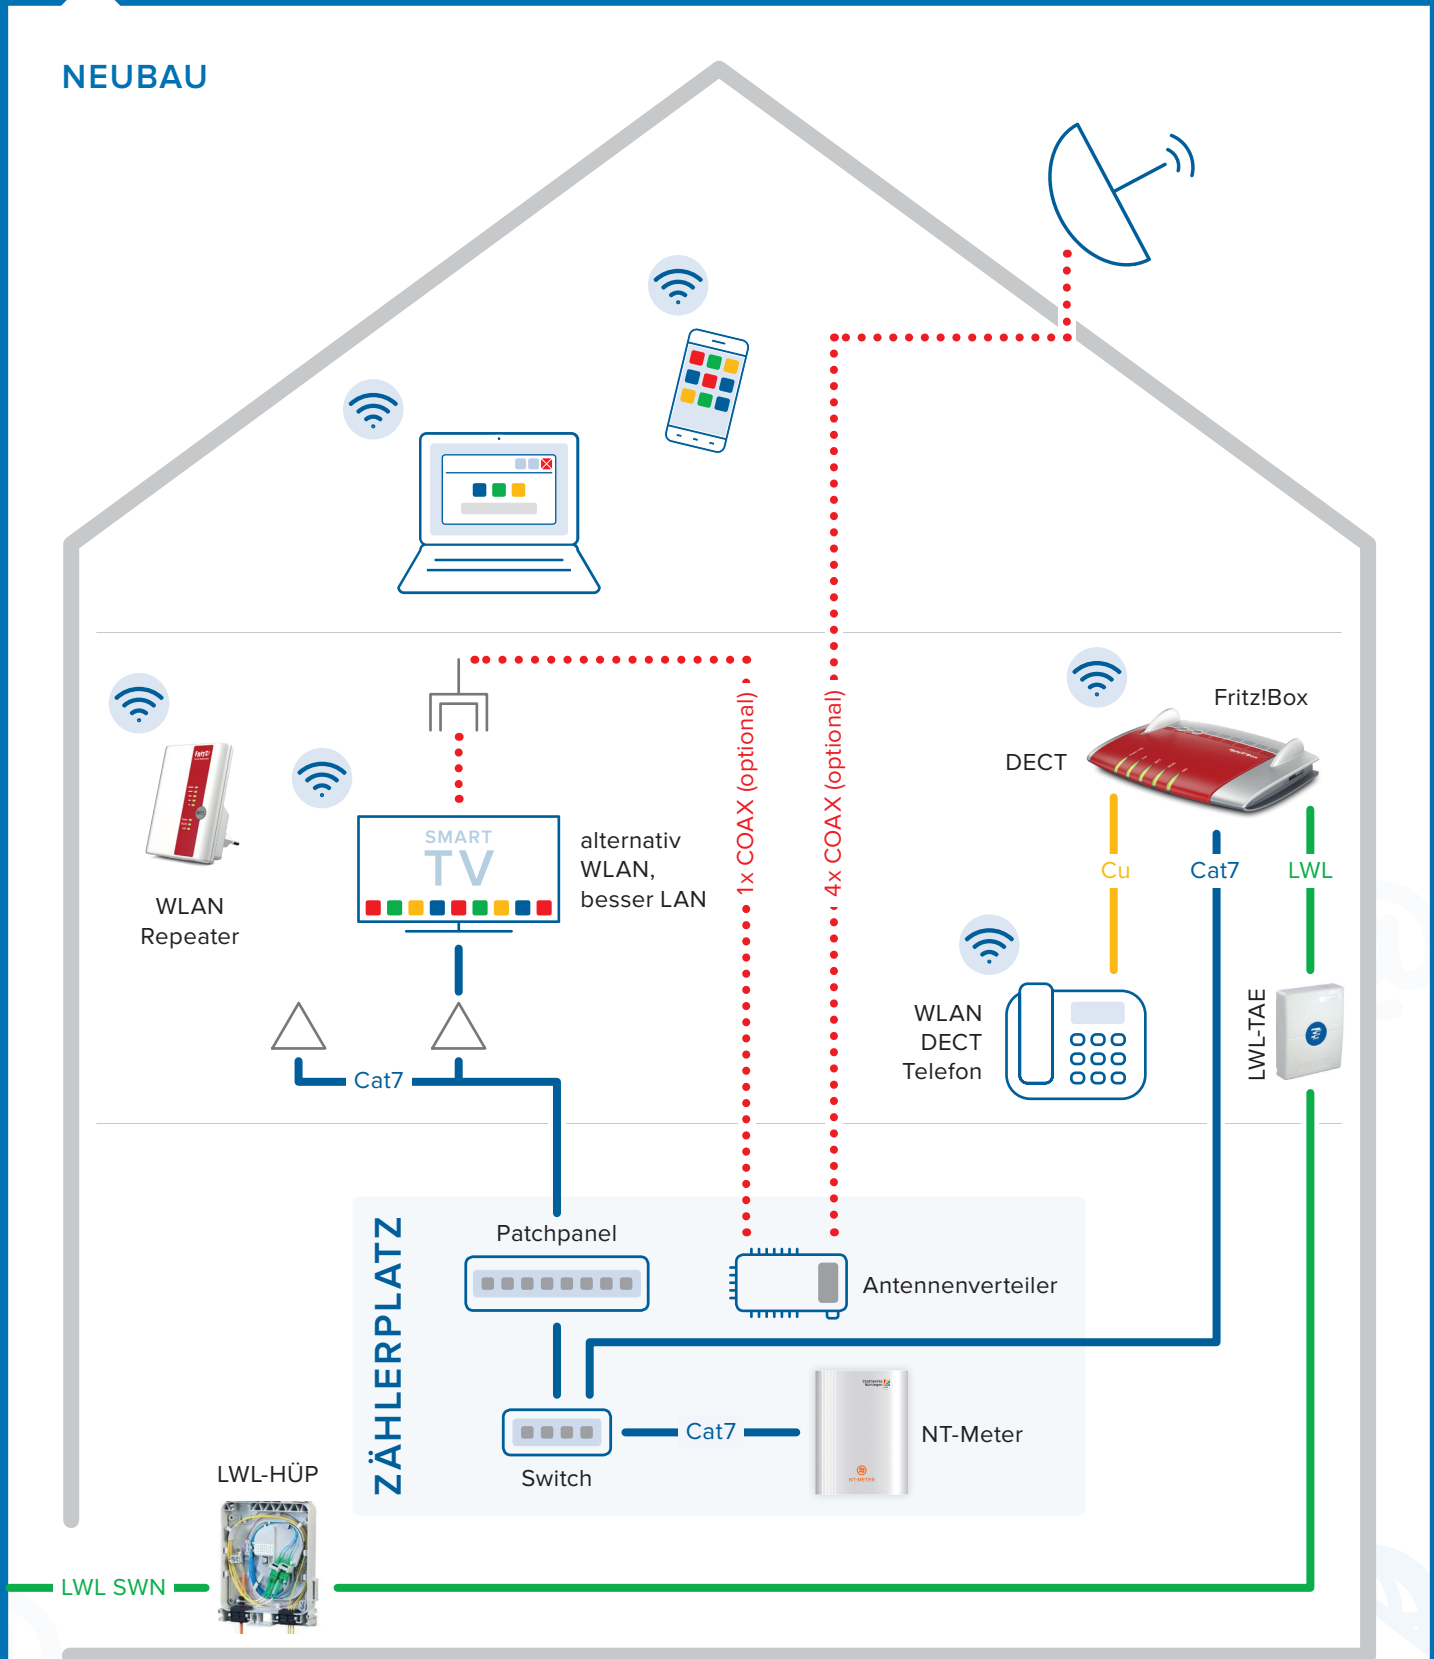 NEUBAU
Fritz!Box
DECT
SMART
TV
alternativ
WLAN,
besser LAN
1x COAX (optional)
4x COAX (optional)
Cu
Cat7
LWL
WLAN
Repeater
WLAN
DECT
Telefon
LWL-TAE
Cat7
ZÄHLERPLATZ
Patchpanel
Antennenverteiler
Cat7
NT-Meter
NT-METER
Switch
LWL-HÜP
LWL SWN